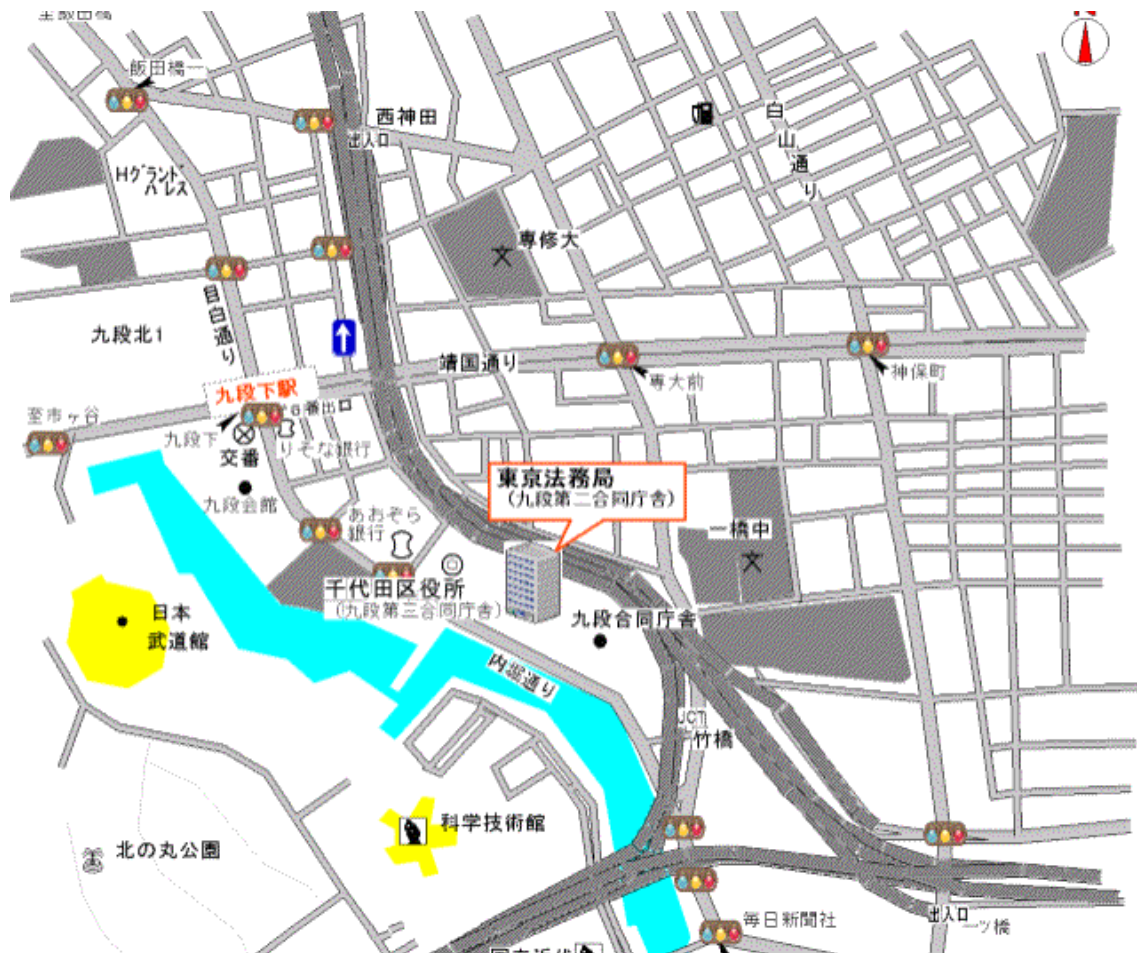 至飯田橋
N
飯田橋一
西神田
出入口
白山通り
Hグランド
パレス
専修大
目白通り
九段北1
靖国通り
専大前
神保町
九段下駅
6番出口
至市ヶ谷
九段下
りそな銀行
交番
九段会館
東京法務局
(九段第二合同庁舎)
あおぞら
銀行
一橋中
千代田区役所
(九段第三合同庁舎)
九段合同庁舎
日本
武道館
内堀通り
JCT
竹橋
科学技術館
北の丸公園
毎日新聞社
出入口
一ツ橋